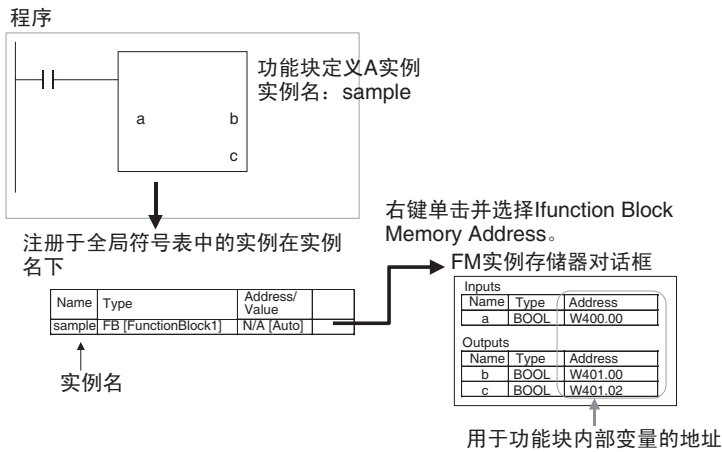 程序
功能块定义A实例
实例名：sample
a b
c
注册于全局符号表中的实例在实例
名下
Name Type Address/
Value
sample FB [FunctionBlock1] N/A [Auto]
实例名
右键单击并选择Ifunction Block
Memory Address。
FM实例存储器对话框
Inputs
Name Type Address
a BOOL W400.00
Outputs
Name Type Address
b BOOL W401.00
c BOOL W401.02
用于功能块内部变量的地址